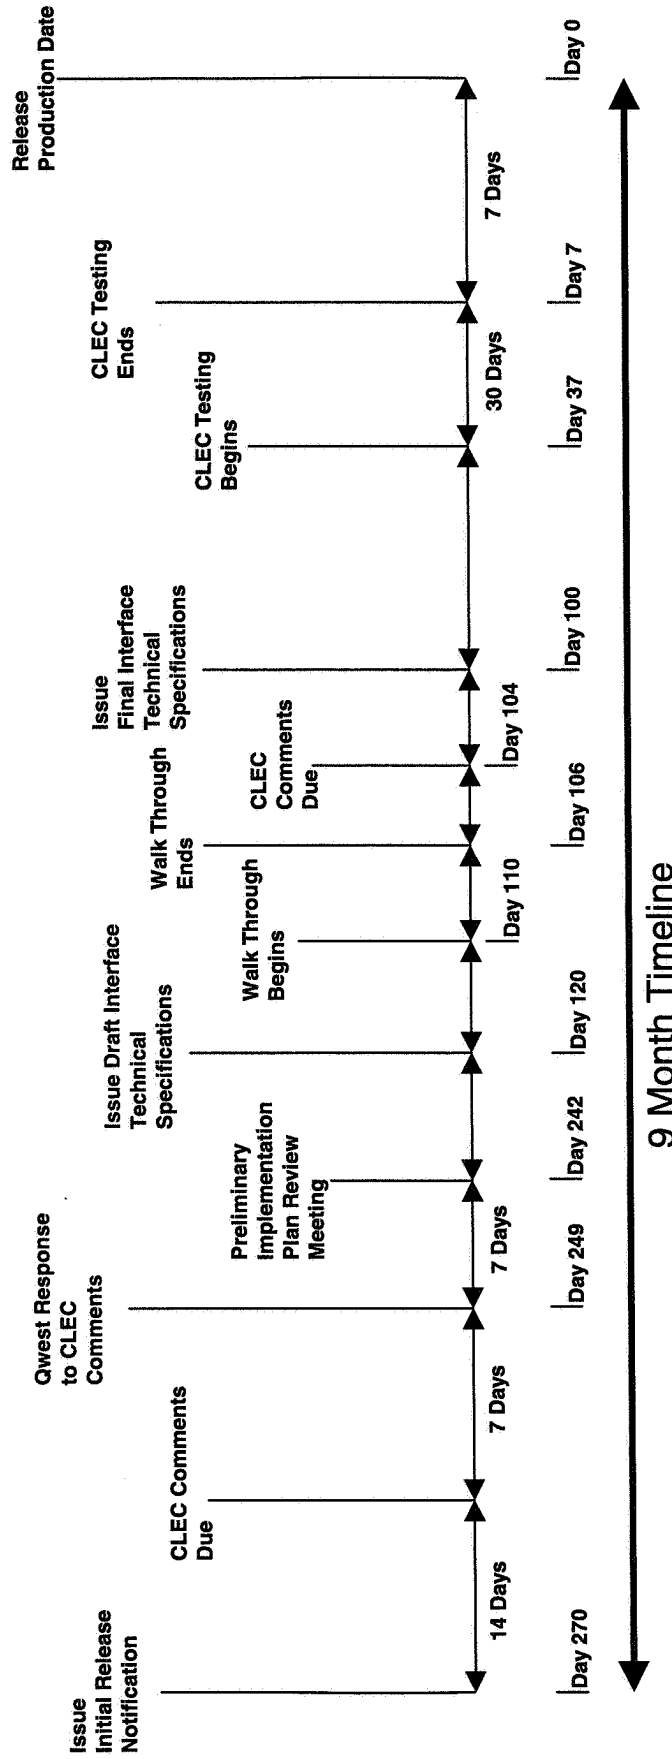 Issue
Initial Release
Notification
CLEC Comments
Due
Qwest Response
to CLEC
Comments
Preliminary
Implementation
Plan Review
Meeting
Issue Draft Interface
Technical
Specifications
Walk Through
Begins
Walk Through
Ends
CLEC
Comments
Due
Issue
Final Interface
Technical
Specifications
CLEC Testing
Begins
CLEC Testing
Ends
Release
Production Date
14 Days
7 Days
7 Days
30 Days
7 Days
Day 270
Day 249
Day 242
Day 120
Day 110
Day 106
Day 104
Day 100
Day 37
Day 7
Day 0
9 Month Timeline